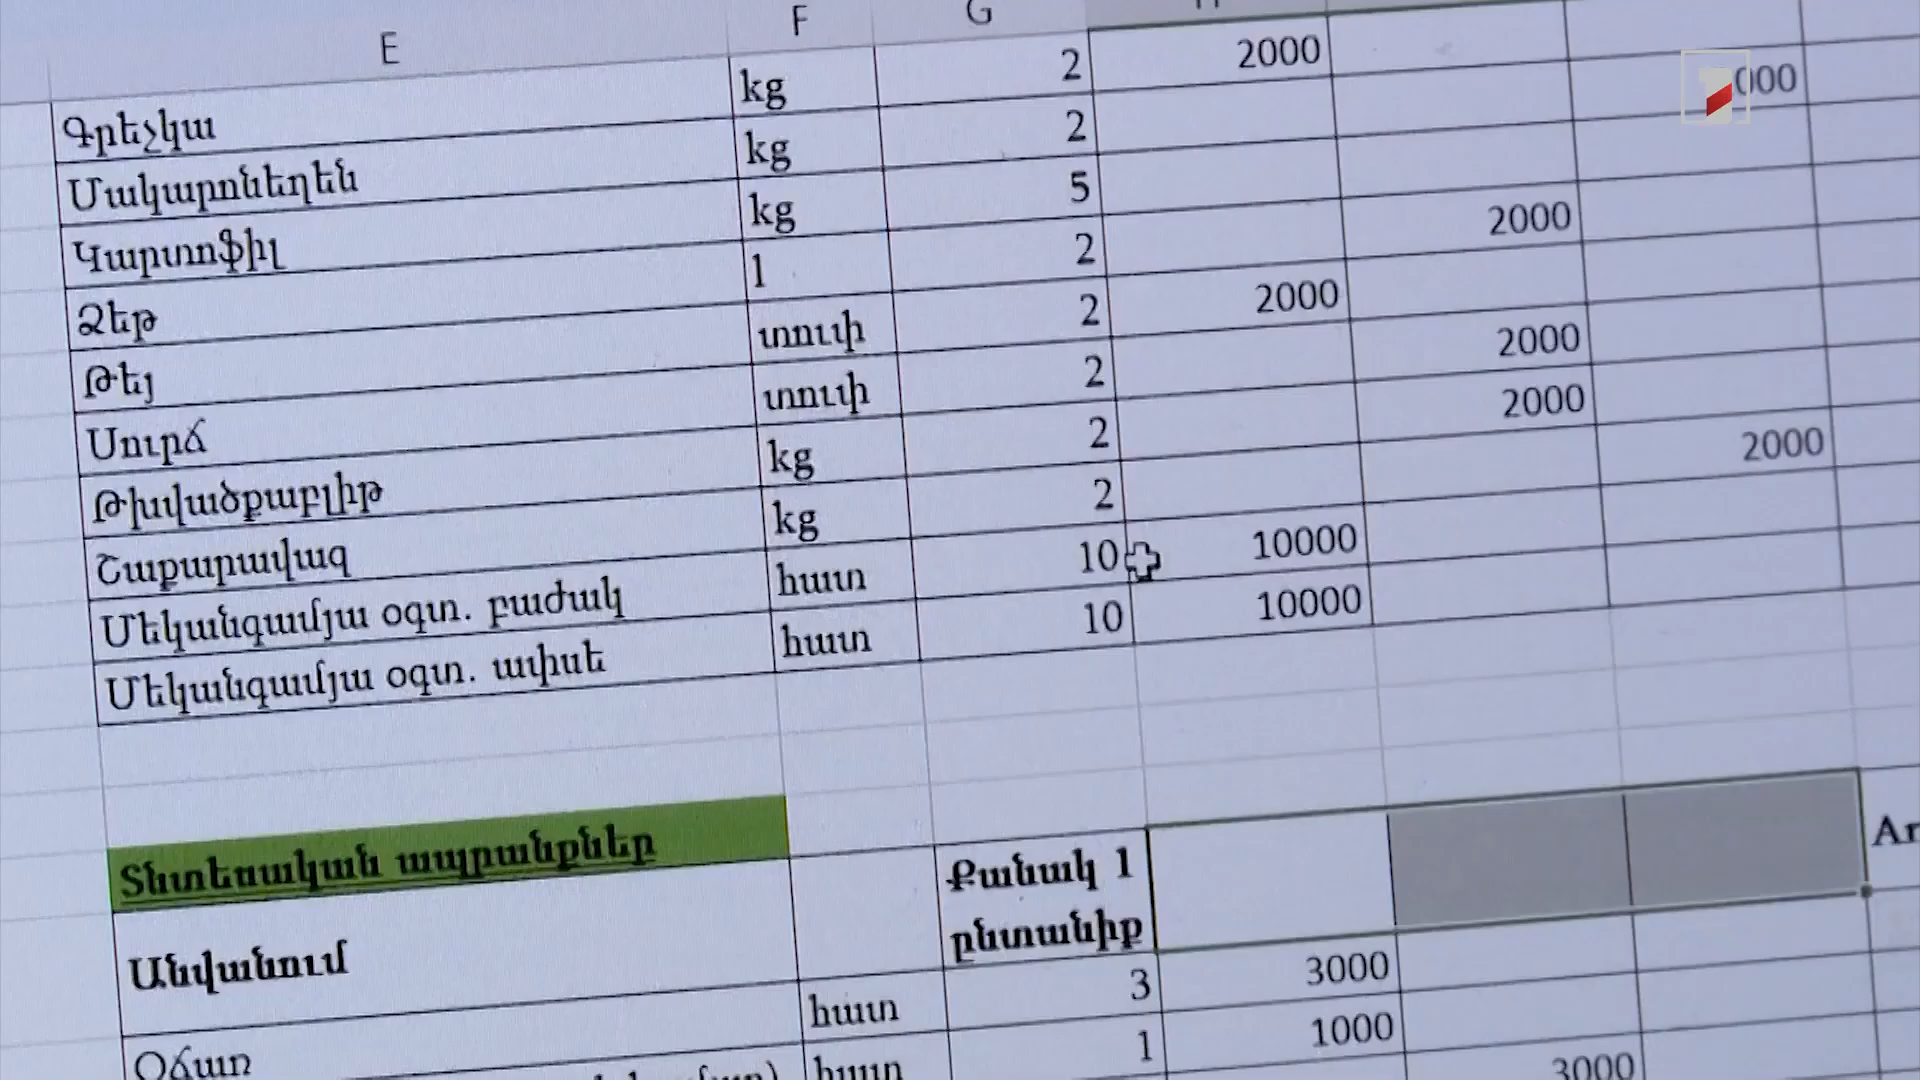 E F G
Գրեչկա kg 2 2000
Մակարոնեղեն kg 2 000
Կարտոֆիլ kg 5
Ձեթ l 2 2000
Թեյ տուփ 2 2000
Սուրճ տուփ 2 2000
Թխվածքաբլիթ kg 2 2000
Շաքարավազ kg 2 2000
Մեկանգամյա օգտ. բաժակ հատ 10 10000
Մեկանգամյա օգտ. ափսե հատ 10 10000
Տնտեսական ապրանքներ
Անվանում Քանակ 1
ընտանիք
Օճառ հատ 3 3000
հատ 1 1000
3000